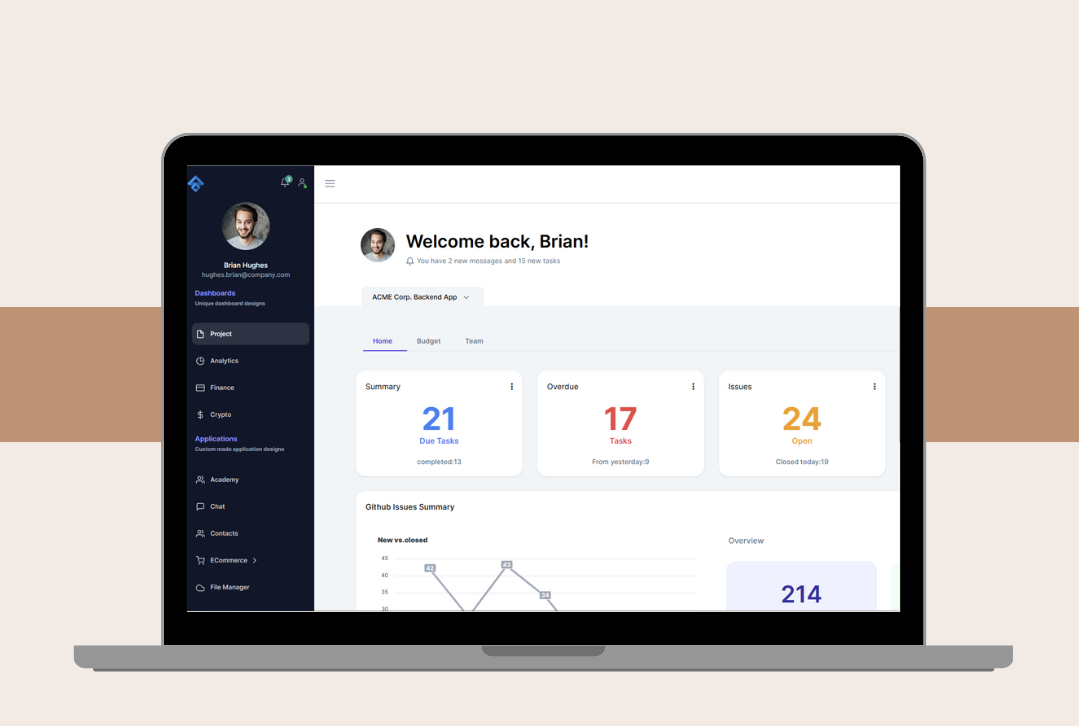 3
Brian Hughes
hughes.brian@company.com
Dashboards
Unique dashboard designs
Project
Analytics
Finance
Crypto
Applications
Custom made application designs
Academy
Chat
Contacts
ECommerce
File Manager
Welcome back, Brian!
You have 2 new messages and 15 new tasks
ACME Corp. Backend App
Home Budget Team
Summary
21
Due Tasks
completed:13
Overdue
17
Tasks
From yesterday:9
Issues
24
Open
Closed today:19
Github Issues Summary
New vs.closed
45
40
35
30
42
43
34
Overview
214